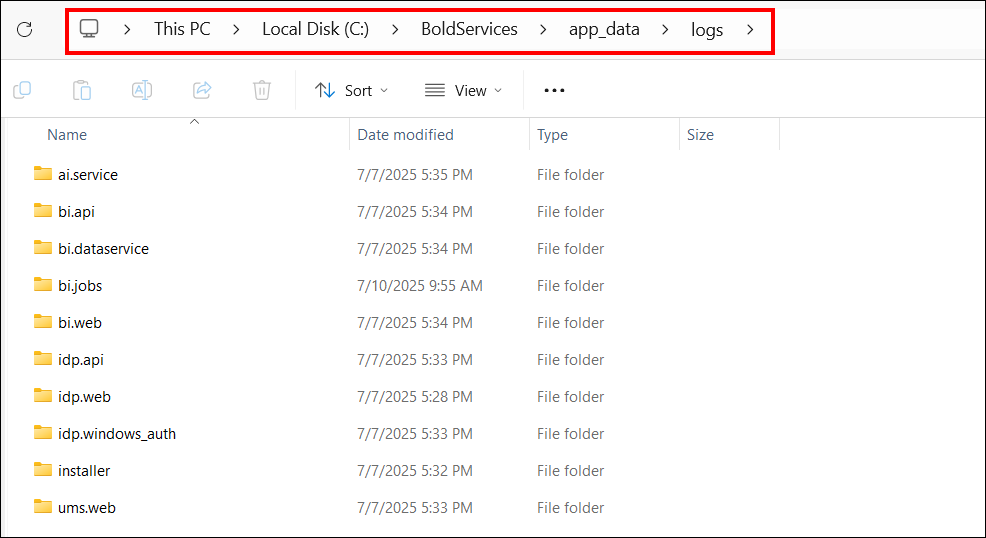 This PC > Local Disk (C:) > BoldServices > app_data > logs >
Sort View
Name Date modified Type Size
ai.service 7/7/2025 5:35 PM File folder
bi.api 7/7/2025 5:34 PM File folder
bi.dataservice 7/7/2025 5:34 PM File folder
bi.jobs 7/10/2025 9:55 AM File folder
bi.web 7/7/2025 5:34 PM File folder
idp.api 7/7/2025 5:33 PM File folder
idp.web 7/7/2025 5:28 PM File folder
idp.windows_auth 7/7/2025 5:33 PM File folder
installer 7/7/2025 5:32 PM File folder
ums.web 7/7/2025 5:33 PM File folder